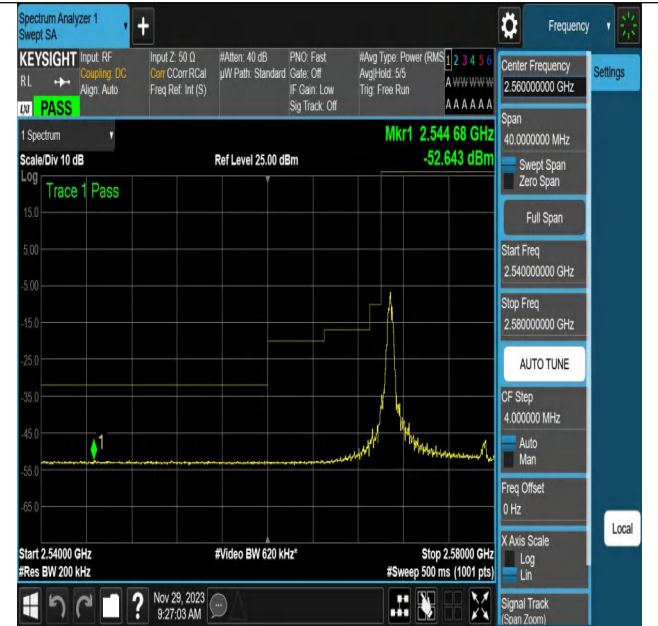 Spectrum Analyzer 1
Swept SA
Frequency
KEYSIGHT
RL
LXI PASS
Input: RF
Coupling: DC
Align: Auto
Input Z: 50 Ω
Corr CCorr RCal
Freq Ref: Int (S)
#Atten: 40 dB
µW Path: Standard
PNO: Fast
Gate: Off
IF Gain: Low
Sig Track: Off
#Avg Type: Power (RMS
Avg|Hold: 5/5
Trig: Free Run
1 2 3 4 5 6
A W W W W W
A A A A A A
1 Spectrum
Mkr1 2.544 68 GHz
-52.643 dBm
Scale/Div 10 dB
Ref Level 25.00 dBm
Log
Trace 1 Pass
15.0
5.00
-5.00
-15.0
-25.0
-35.0
-45.0
1
-55.0
-65.0
Start 2.54000 GHz
#Video BW 620 kHz*
Stop 2.58000 GHz
#Res BW 200 kHz
#Sweep 500 ms (1001 pts)
Nov 29, 2023
9:27:03 AM
?
Center Frequency
2.560000000 GHz
Settings
Span
40.0000000 MHz
Swept Span
Zero Span
Full Span
Start Freq
2.540000000 GHz
Stop Freq
2.580000000 GHz
AUTO TUNE
CF Step
4.000000 MHz
Auto
Man
Freq Offset
0 Hz
X Axis Scale
Log
Lin
Local
Signal Track
(Span Zoom)